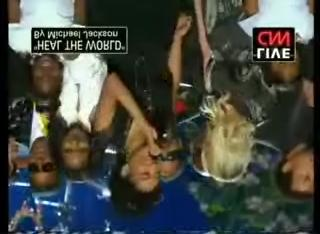 "HEAL THE WORLD"
By Michael Jackson
CNN
LIVE